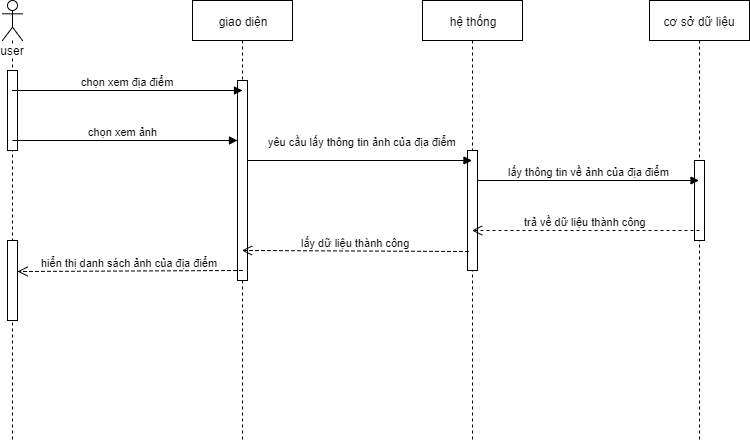 user
giao diện
hệ thống
cơ sở dữ liệu
chọn xem địa điểm
chọn xem ảnh
yêu cầu lấy thông tin ảnh của địa điểm
lấy thông tin về ảnh của địa điểm
trả về dữ liệu thành công
lấy dữ liệu thành công
hiển thị danh sách ảnh của địa điểm